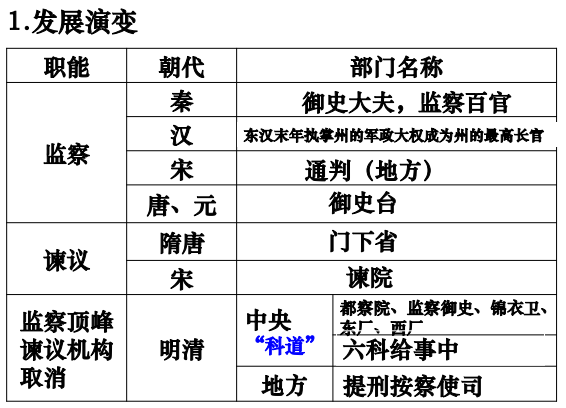 1.发展演变
职能 朝代 部门名称
监察 秦 御史大夫，监察百官
汉 东汉末年执掌州的军政大权成为州的最高长官
宋 通判（地方）
唐、元 御史台
谏议 隋唐 门下省
宋 谏院
监察顶峰
谏议机构
取消
明清
中央
“科道”
都察院、监察御史、锦衣卫、
东厂、西厂
六科给事中
地方 提刑按察使司